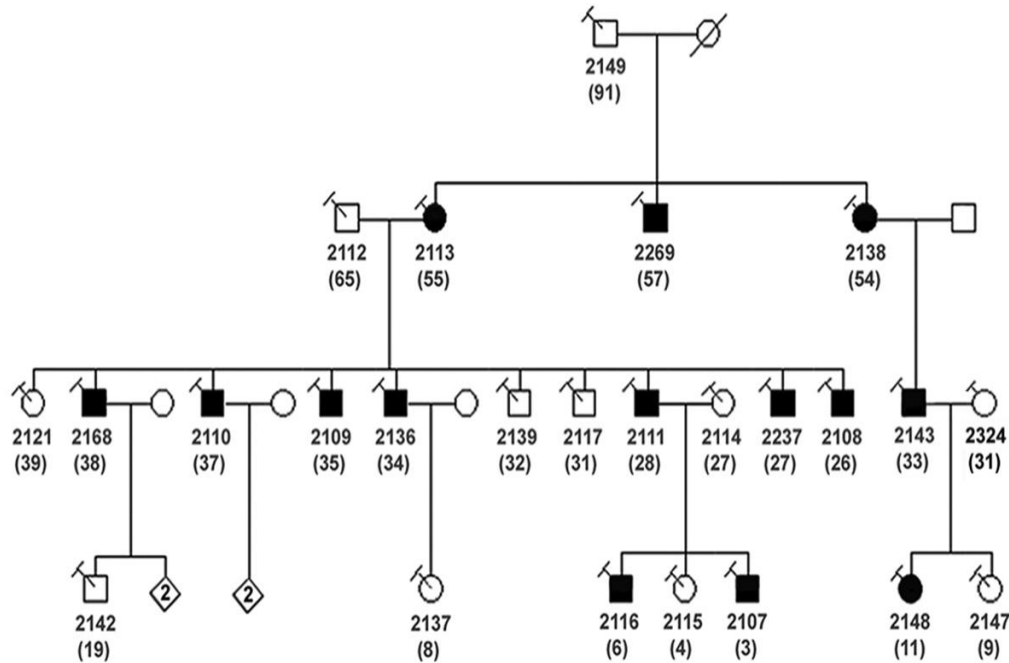 2149
(91)
2112 2113 2269 2138
(65) (55) (57) (54)
2121 2168 2110 2109 2136 2139 2117 2111 2114 2237 2108 2143 2324
(39) (38) (37) (35) (34) (32) (31) (28) (27) (27) (26) (33) (31)
2 2
2142 2137 2116 2115 2107 2148 2147
(19) (8) (6) (4) (3) (11) (9)